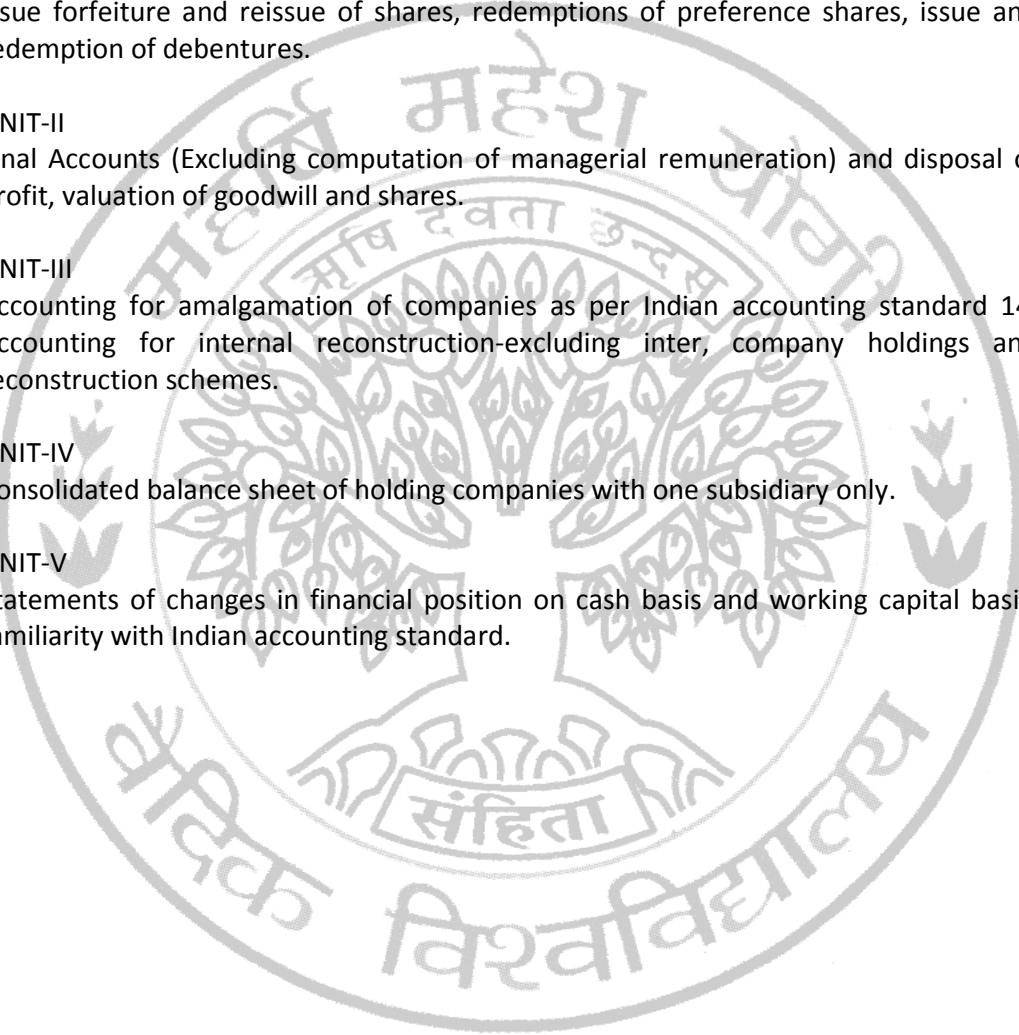 sue forfeiture and reissue of shares, redemptions of preference shares, issue an
edemption of debentures.
NIT-II
nal Accounts (Excluding computation of managerial remuneration) and disposal o
rofit, valuation of goodwill and shares.
NIT-III
ccounting for amalgamation of companies as per Indian accounting standard 14
ccounting for internal reconstruction-excluding inter, company holdings an
econstruction schemes.
NIT-IV
onsolidated balance sheet of holding companies with one subsidiary only.
NIT-V
tatements of changes in financial position on cash basis and working capital basi
amiliarity with Indian accounting standard.
महर्षि महेश योगी
ऋषि देवता छन्दस
संहिता
वैदिक विश्वविद्यालय